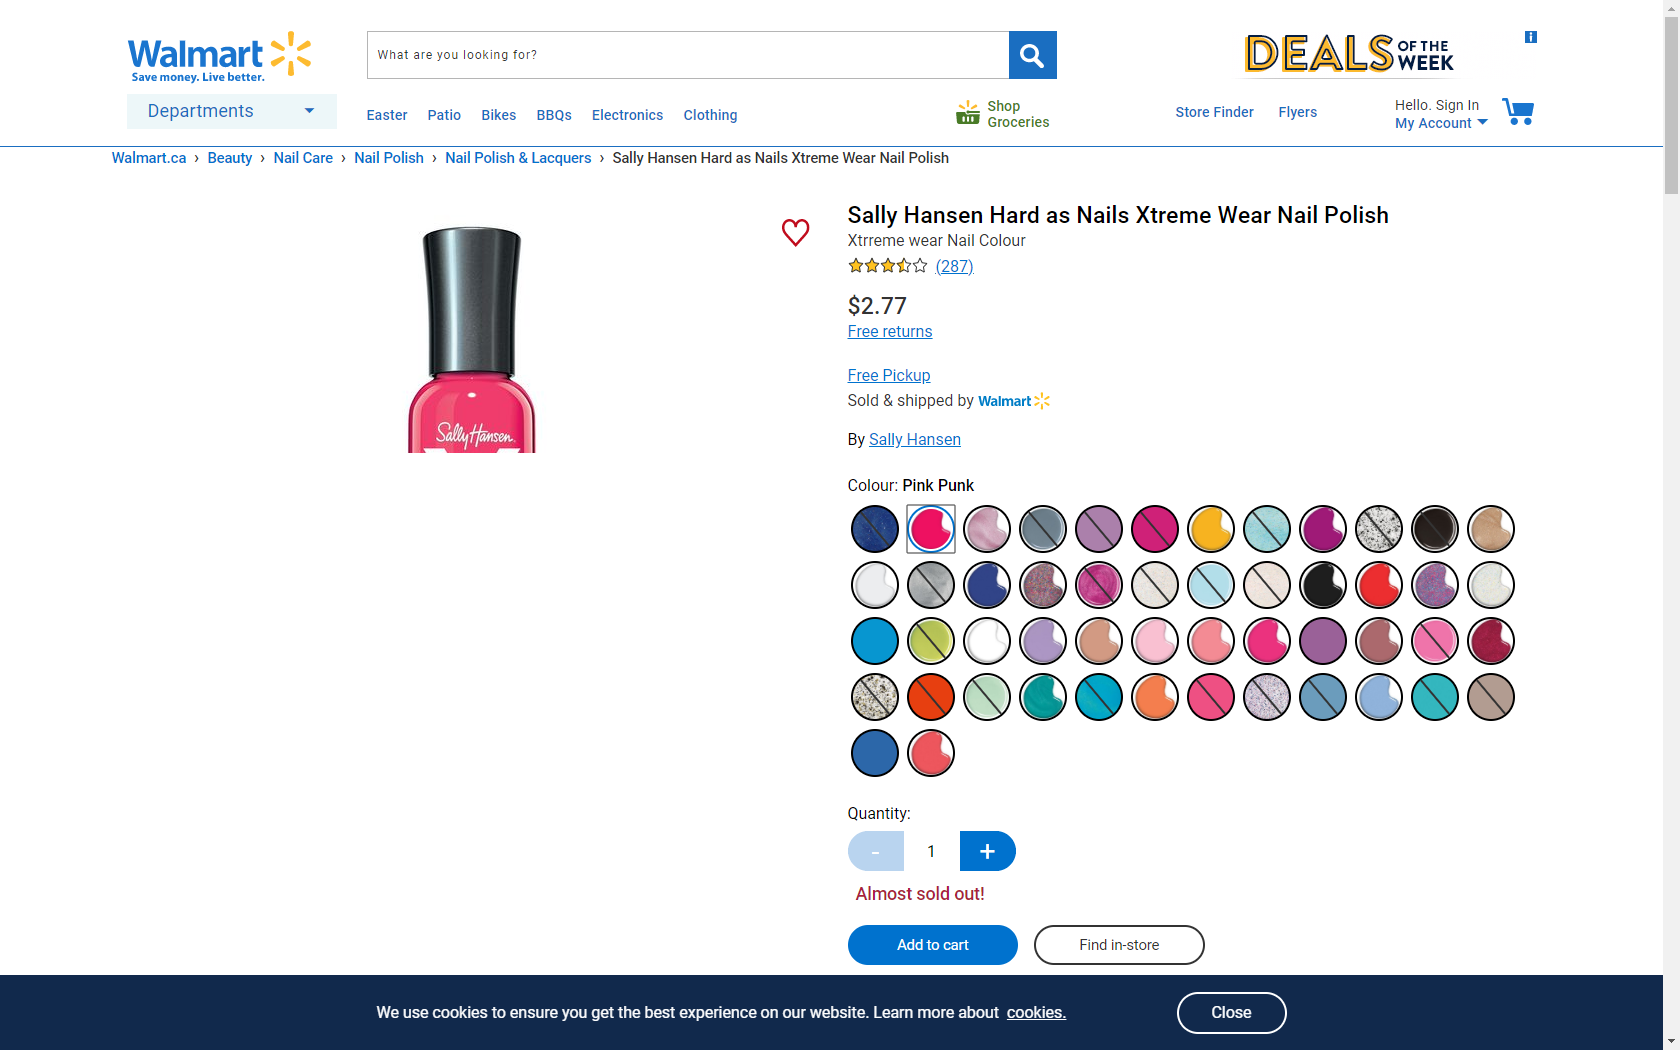 Walmart
Save money. Live better.
What are you looking for?
DEALS OF THE WEEK
Departments
Easter
Patio
Bikes
BBQs
Electronics
Clothing
Shop Groceries
Store Finder
Flyers
Hello. Sign In
My Account
Walmart.ca › Beauty › Nail Care › Nail Polish › Nail Polish & Lacquers › Sally Hansen Hard as Nails Xtreme Wear Nail Polish
Sally Hansen
Sally Hansen Hard as Nails Xtreme Wear Nail Polish
Xtrreme wear Nail Colour
(287)
$2.77
Free returns
Free Pickup
Sold & shipped by Walmart
By Sally Hansen
Colour: Pink Punk
Quantity:
- 1 +
Almost sold out!
Add to cart
Find in-store
We use cookies to ensure you get the best experience on our website. Learn more about cookies.
Close